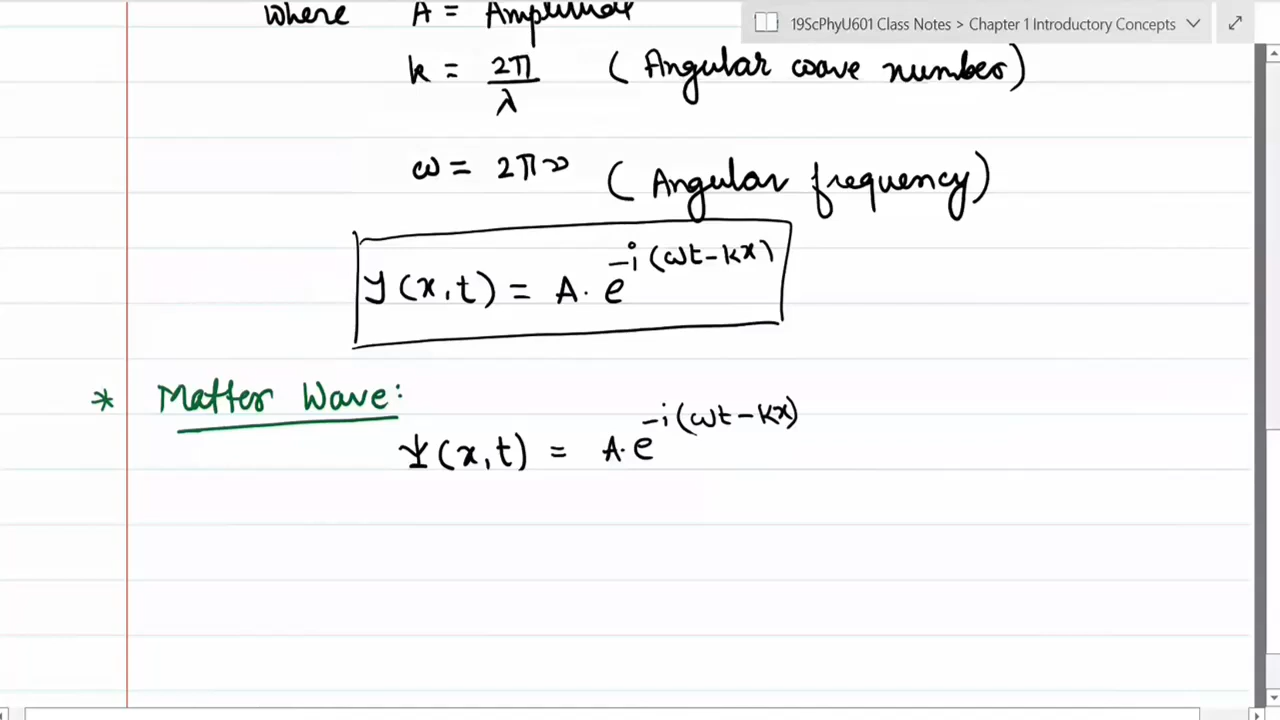 where A = Amplitude
19ScPhyU601 Class Notes > Chapter 1 Introductory Concepts
k = 2π/λ (Angular wave number)
ω = 2πν (Angular frequency)
y(x,t) = A. e^{-i(ωt-kx)}
* Matter Wave:
Ψ(x,t) = A.e^{-i(ωt-kx)}